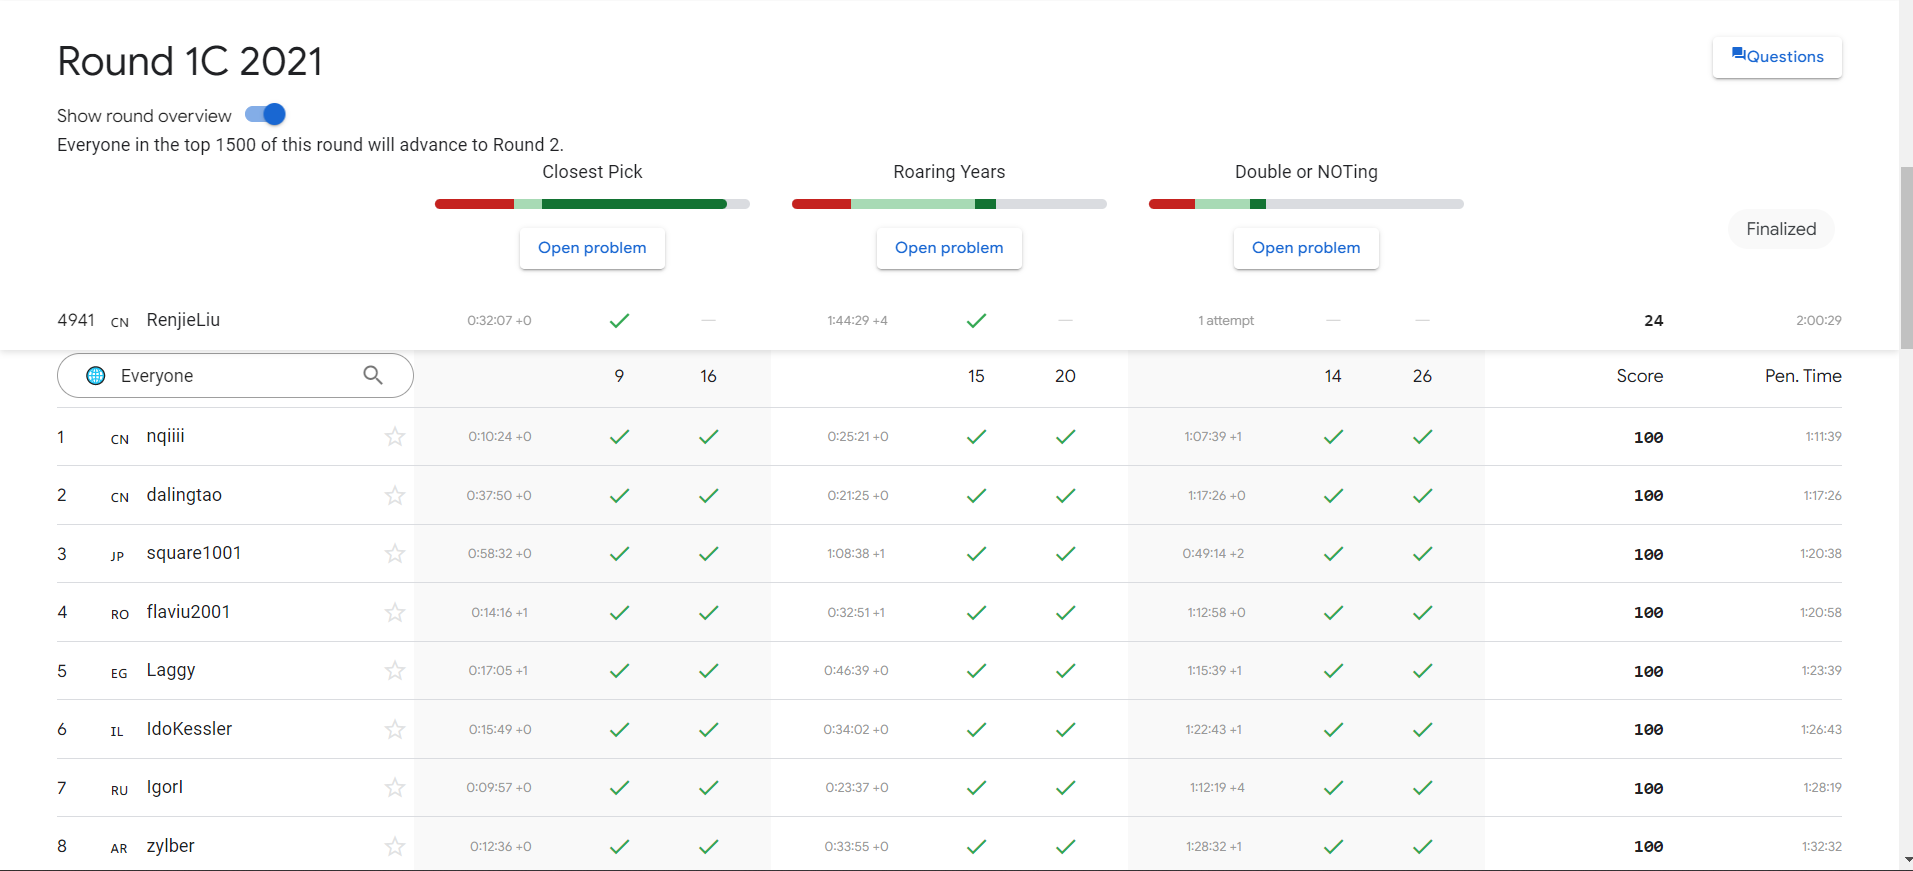 Round 1C 2021
Questions
Show round overview
Everyone in the top 1500 of this round will advance to Round 2.
Closest Pick Roaring Years Double or NOTing
Finalized
Open problem Open problem Open problem
4941 CN RenjieLiu 0:32:07 +0 — 1:44:29 +4 — 1 attempt — — 24 2:00:29
Everyone 9 16 15 20 14 26 Score Pen. Time
1 CN nqiiii 0:10:24 +0 0:25:21 +0 1:07:39 +1 100 1:11:39
2 CN dalingtao 0:37:50 +0 0:21:25 +0 1:17:26 +0 100 1:17:26
3 JP square1001 0:58:32 +0 1:08:38 +1 0:49:14 +2 100 1:20:38
4 RO flaviu2001 0:14:16 +1 0:32:51 +1 1:12:58 +0 100 1:20:58
5 EG Laggy 0:17:05 +1 0:46:39 +0 1:15:39 +1 100 1:23:39
6 IL IdoKessler 0:15:49 +0 0:34:02 +0 1:22:43 +1 100 1:26:43
7 RU IgorI 0:09:57 +0 0:23:37 +0 1:12:19 +4 100 1:28:19
8 AR zylber 0:12:36 +0 0:33:55 +0 1:28:32 +1 100 1:32:32